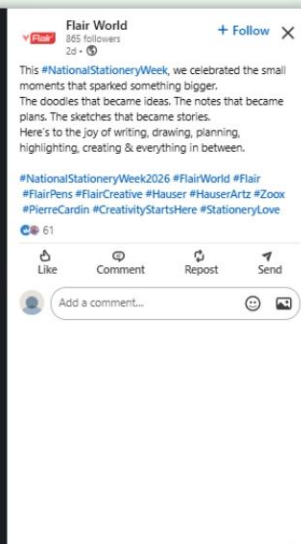 Flair
Flair World
865 followers
2d •
+ Follow
This #NationalStationeryWeek, we celebrated the small
moments that sparked something bigger.
The doodles that became ideas. The notes that became
plans. The sketches that became stories.
Here's to the joy of writing, drawing, planning,
highlighting, creating & everything in between.
#NationalStationeryWeek2026 #FlairWorld #Flair
#FlairPens #FlairCreative #Hauser #HauserArtz #Zoox
#PierreCardin #CreativityStartsHere #StationeryLove
61
Like Comment Repost Send
Add a comment...